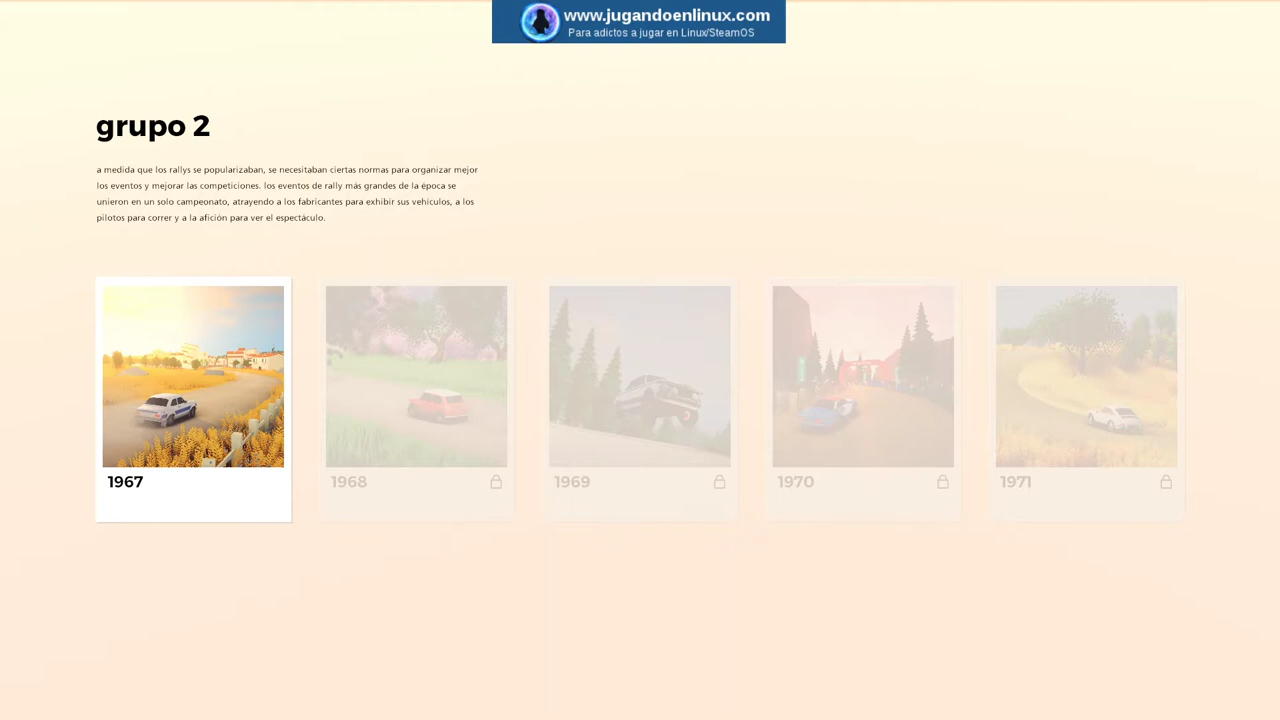 www.jugandoenlinux.com
Para adictos a jugar en Linux/SteamOS
grupo 2
a medida que los rallys se popularizaban, se necesitaban ciertas normas para organizar mejor
los eventos y mejorar las competiciones. los eventos de rally más grandes de la época se
unieron en un solo campeonato, atrayendo a los fabricantes para exhibir sus vehículos, a los
pilotos para correr y a la afición para ver el espectáculo.
1967
1968
1969
1970
1971